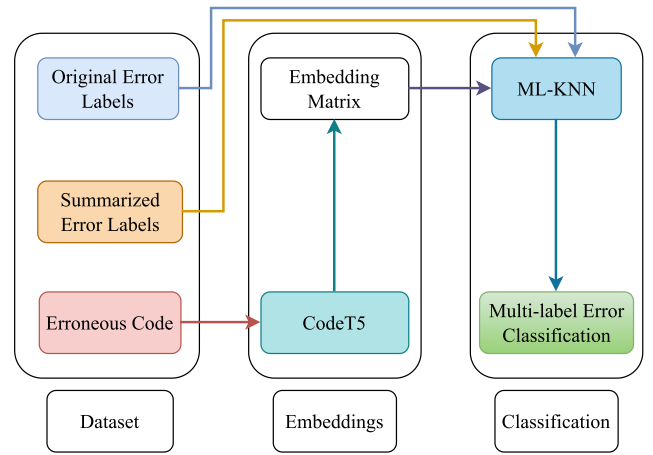 Original Error
Labels
Summarized
Error Labels
Erroneous Code
Dataset
Embedding
Matrix
CodeT5
Embeddings
ML-KNN
Multi-label Error
Classification
Classification